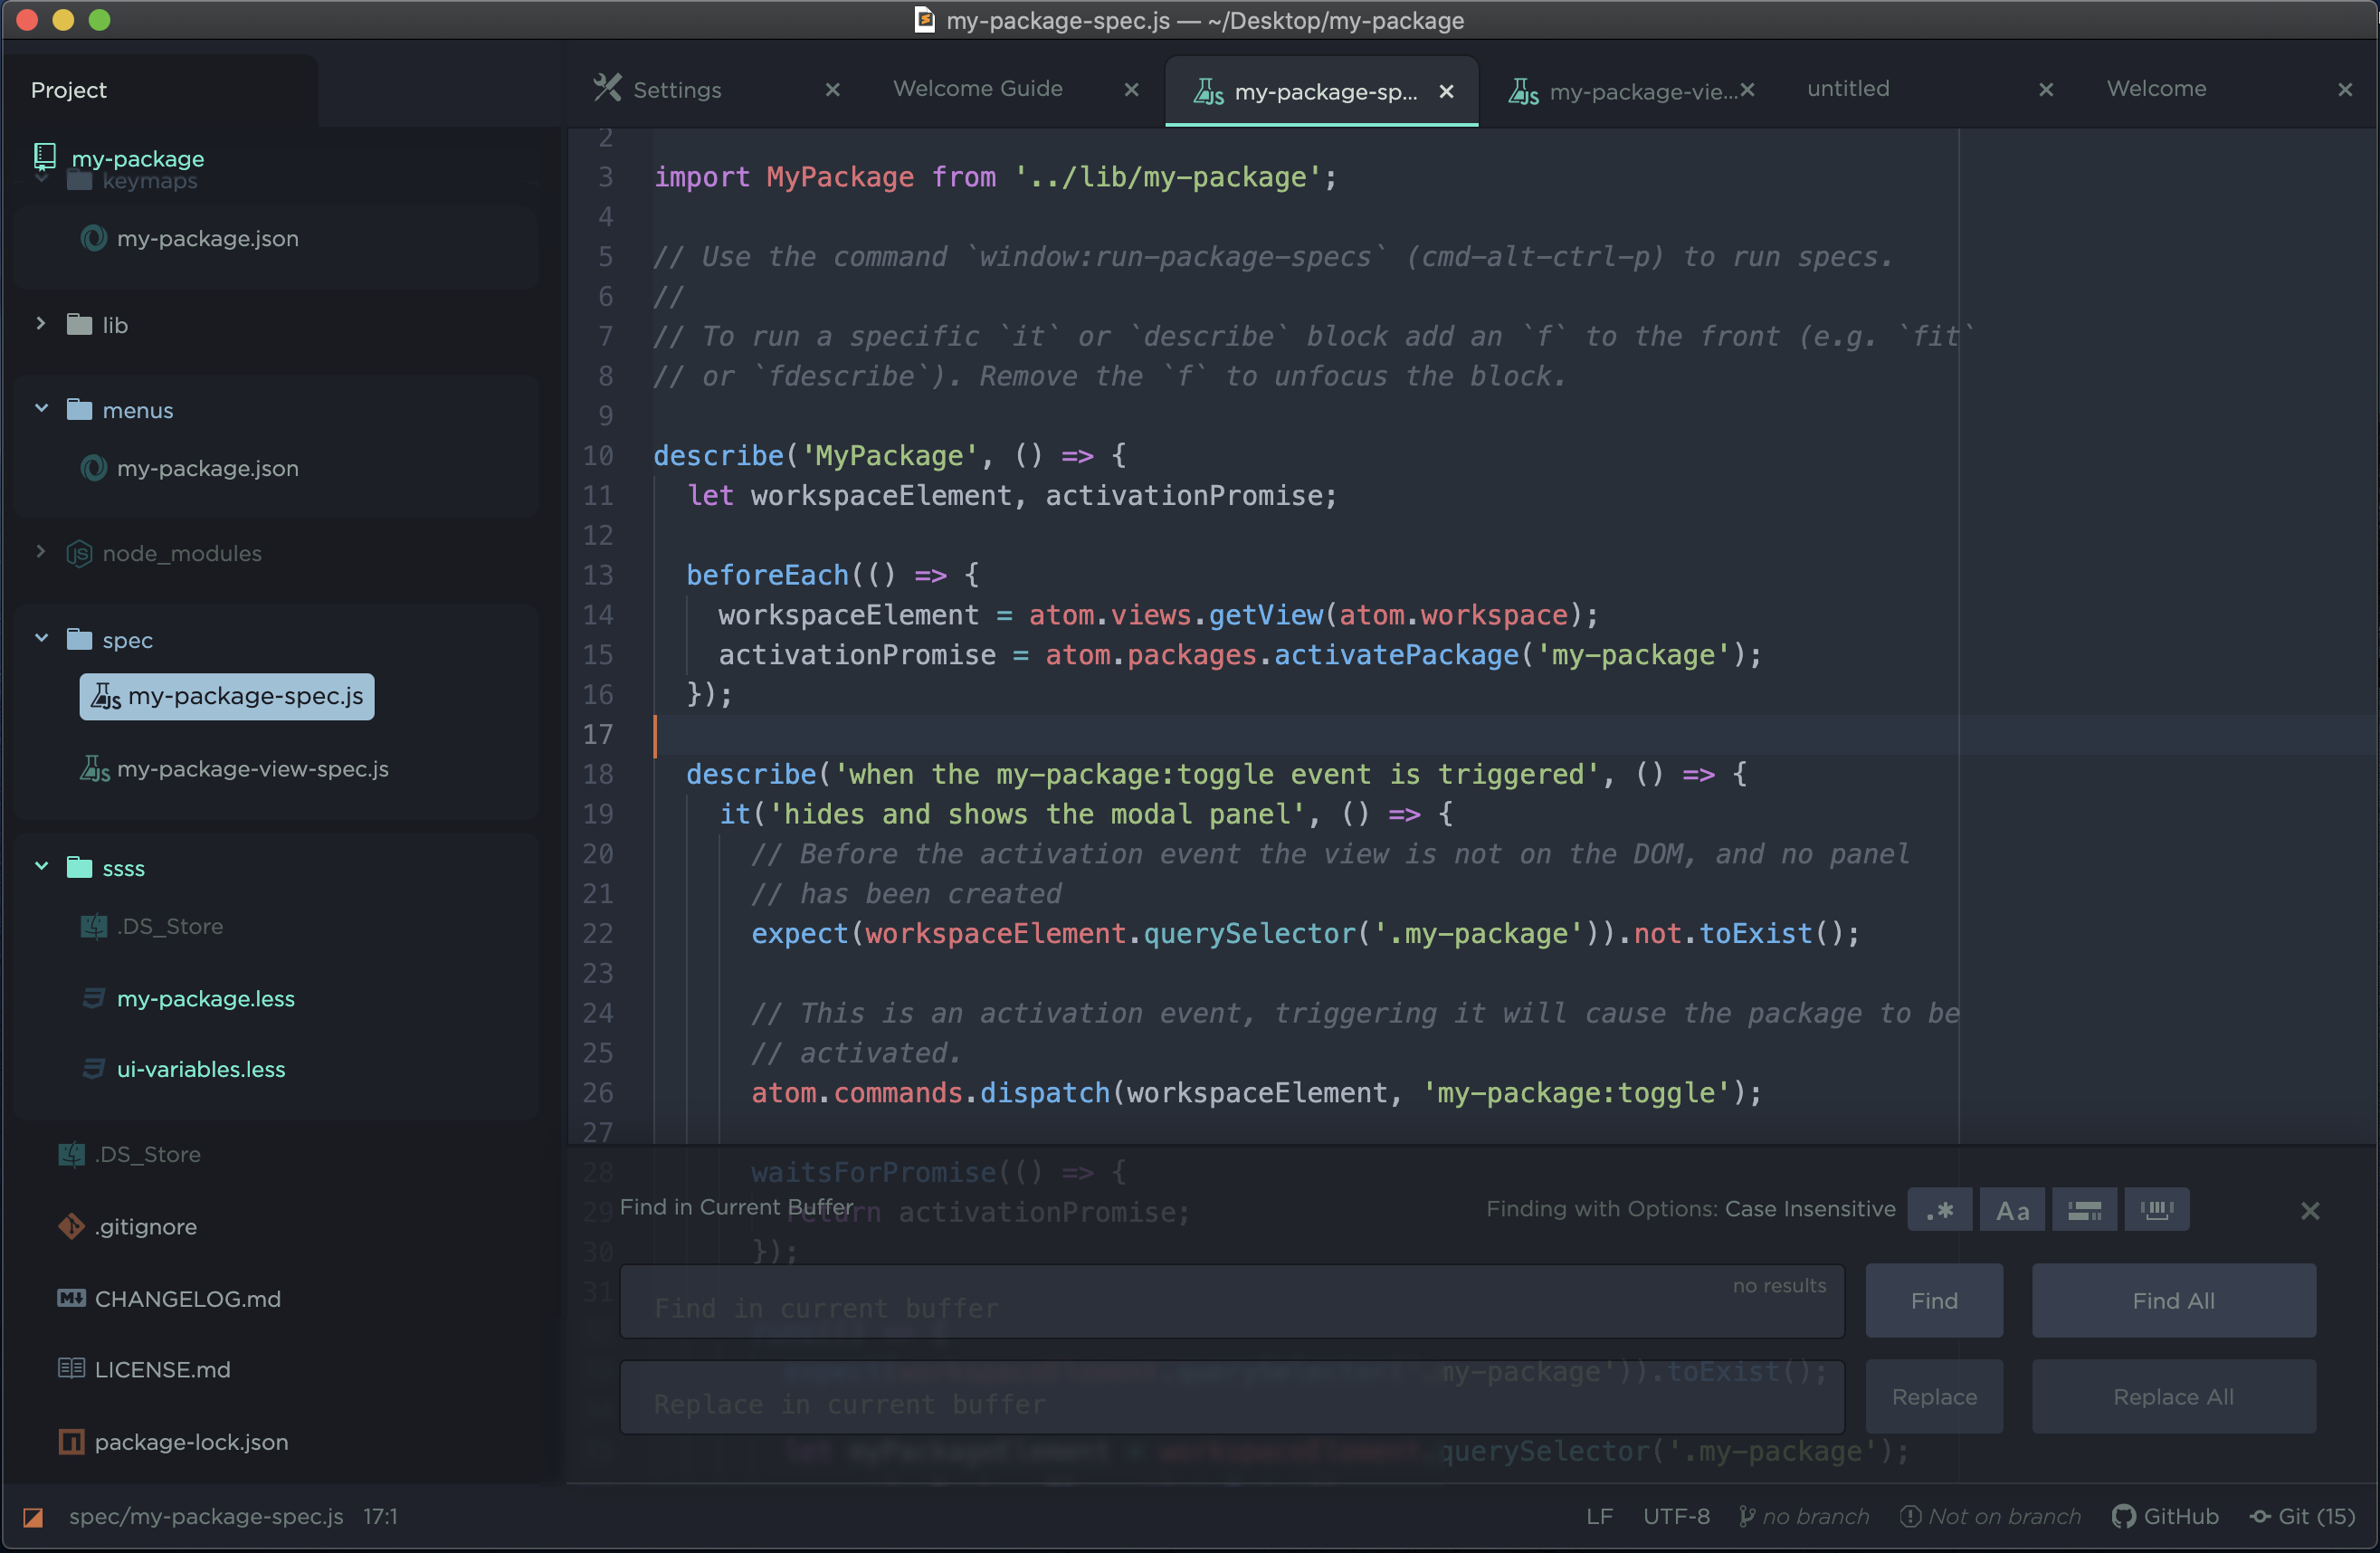 my-package-spec.js — ~/Desktop/my-package
Project
Settings
Welcome Guide
my-package-sp...
my-package-vie...
untitled
Welcome
my-package
keymaps
my-package.json
lib
menus
my-package.json
node_modules
spec
my-package-spec.js
my-package-view-spec.js
ssss
.DS_Store
my-package.less
ui-variables.less
.DS_Store
.gitignore
CHANGELOG.md
LICENSE.md
package-lock.json
2
3 import MyPackage from '../lib/my-package';
4
5 // Use the command `window:run-package-specs` (cmd-alt-ctrl-p) to run specs.
6 //
7 // To run a specific `it` or `describe` block add an `f` to the front (e.g. `fit`
8 // or `fdescribe`). Remove the `f` to unfocus the block.
9
10 describe('MyPackage', () => {
11 let workspaceElement, activationPromise;
12
13 beforeEach(() => {
14 workspaceElement = atom.views.getView(atom.workspace);
15 activationPromise = atom.packages.activatePackage('my-package');
16 });
17
18 describe('when the my-package:toggle event is triggered', () => {
19 it('hides and shows the modal panel', () => {
20 // Before the activation event the view is not on the DOM, and no panel
21 // has been created
22 expect(workspaceElement.querySelector('.my-package')).not.toExist();
23
24 // This is an activation event, triggering it will cause the package to be
25 // activated.
26 atom.commands.dispatch(workspaceElement, 'my-package:toggle');
27
28 waitsForPromise(() => {
29 return activationPromise;
30 });
31
Find in Current Buffer
Finding with Options: Case Insensitive
.*
Aa
Find in current buffer
no results
Find
Find All
my-package')).toExist();
Replace in current buffer
Replace
Replace All
let myPackageElement = workspaceElement.querySelector('.my-package');
spec/my-package-spec.js 17:1
LF UTF-8 no branch Not on branch GitHub Git (15)